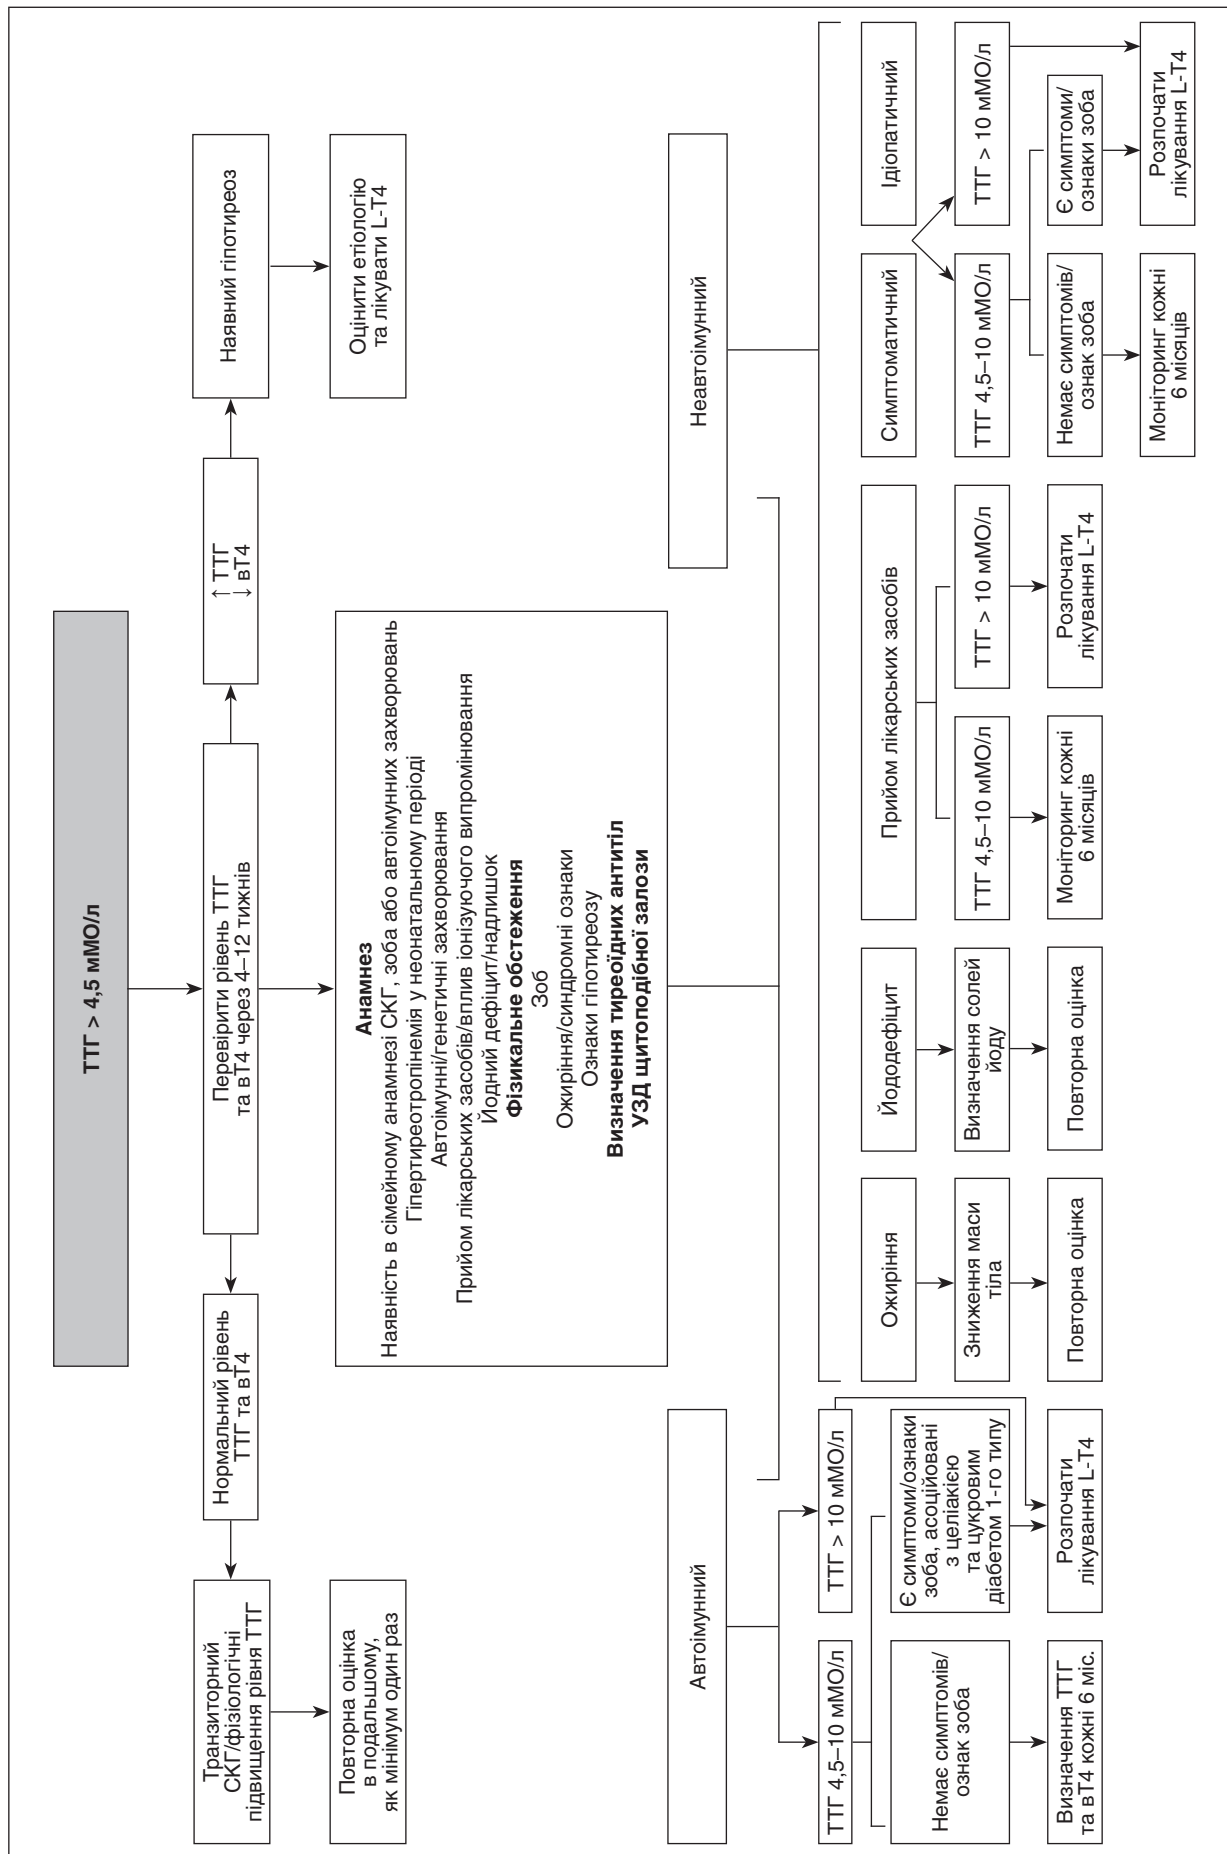 ТТГ > 4,5 мМО/л
Перевірити рівень ТТГ
та вТ4 через 4–12 тижнів
Нормальний рівень
ТТГ та вТ4
Транзиторний
СКГ/фізіологічні
підвищення рівня ТТГ
Повторна оцінка
в подальшому,
як мінімум один раз
↑ ТТГ
↓ вТ4
Наявний гіпотиреоз
Оцінити етіологію
та лікувати L-T4
Анамнез
Наявність в сімейному анамнезі СКГ, зоба або автоімунних захворювань
Гіпертиреотропінемія у неонатальному періоді
Автоімунні/генетичні захворювання
Прийом лікарських засобів/вплив іонізуючого випромінювання
Йодний дефіцит/надлишок
Фізикальне обстеження
Зоб
Ожиріння/синдромні ознаки
Ознаки гіпотиреозу
Визначення тиреоїдних антитіл
УЗД щитоподібної залози
Автоімунний
ТТГ 4,5–10 мМО/л
ТТГ > 10 мМО/л
Немає симптомів/
ознак зоба
Є симптоми/ознаки
зоба, асоційовані
з целіакією
та цукровим
діабетом 1-го типу
Визначення ТТГ
та вТ4 кожні 6 міс.
Розпочати
лікування L-T4
Неавтоімунний
Ожиріння
Зниження маси
тіла
Повторна оцінка
Йододефіцит
Визначення солей
йоду
Повторна оцінка
Прийом лікарських засобів
ТТГ 4,5–10 мМО/л
ТТГ > 10 мМО/л
Моніторинг кожні
6 місяців
Розпочати
лікування L-T4
Симптоматичний
Ідіопатичний
ТТГ 4,5–10 мМО/л
ТТГ > 10 мМО/л
Немає симптомів/
ознак зоба
Є симптоми/
ознаки зоба
Моніторинг кожні
6 місяців
Розпочати
лікування L-T4